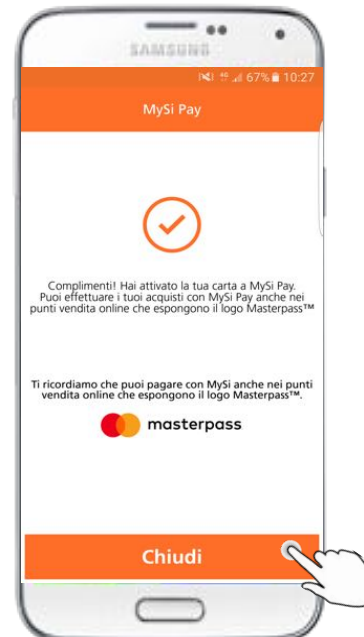 SAMSUNG
67% 10:27
MySi Pay
Complimenti! Hai attivato la tua carta a MySi Pay.
Puoi effettuare i tuoi acquisti con MySi Pay anche nei
punti vendita online che espongono il logo Masterpass™
Ti ricordiamo che puoi pagare con MySi anche nei punti
vendita online che espongono il logo Masterpass™.
masterpass
Chiudi